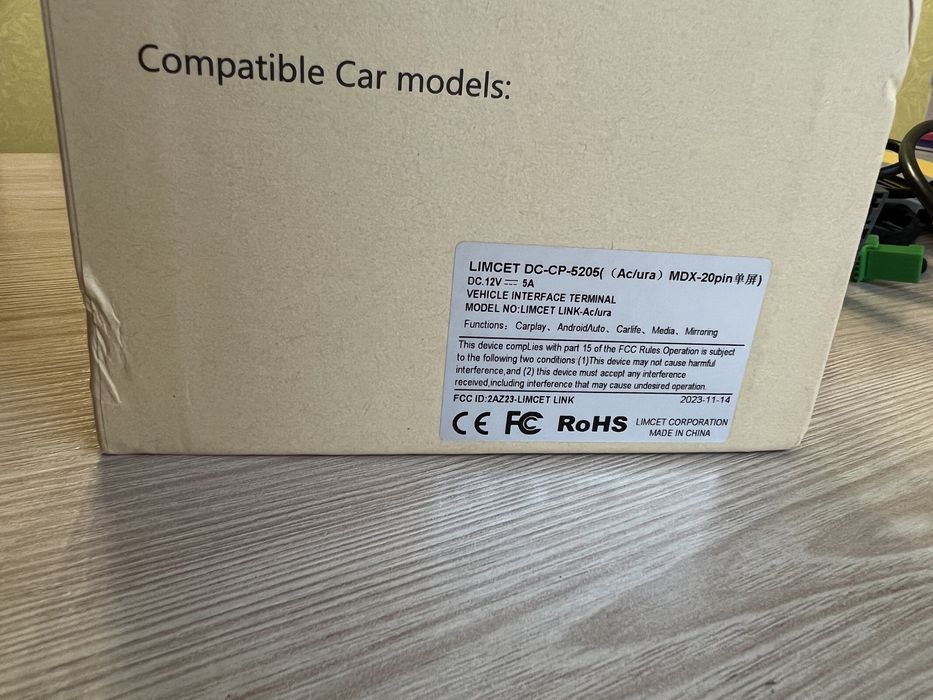 Compatible Car models:
LIMCET DC-CP-5205(（Ac/ura）MDX-20pin单屏)
DC.12V⎓ 5A
VEHICLE INTERFACE TERMINAL
MODEL NO:LIMCET LINK-Ac/ura
Functions: Carplay、AndroidAuto、Carlife、Media、Mirroring
This device compLies with part 15 of the FCC Rules.Operation is subject
to the following two conditions:(1)This device may not cause harmful
interference,and (2) this device must accept any interference
received,including interference that may cause undesired operation.
FCC ID:2AZ23-LIMCET LINK 2023-11-14
CE FC RoHS LIMCET CORPORATION
MADE IN CHINA